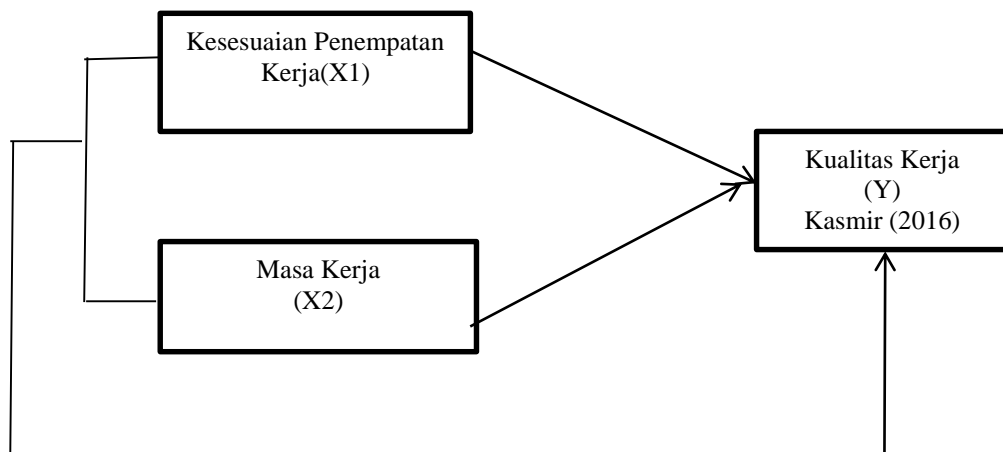 Kesesuaian Penempatan
Kerja(X1)
Kualitas Kerja
(Y)
Kasmir (2016)
Masa Kerja
(X2)